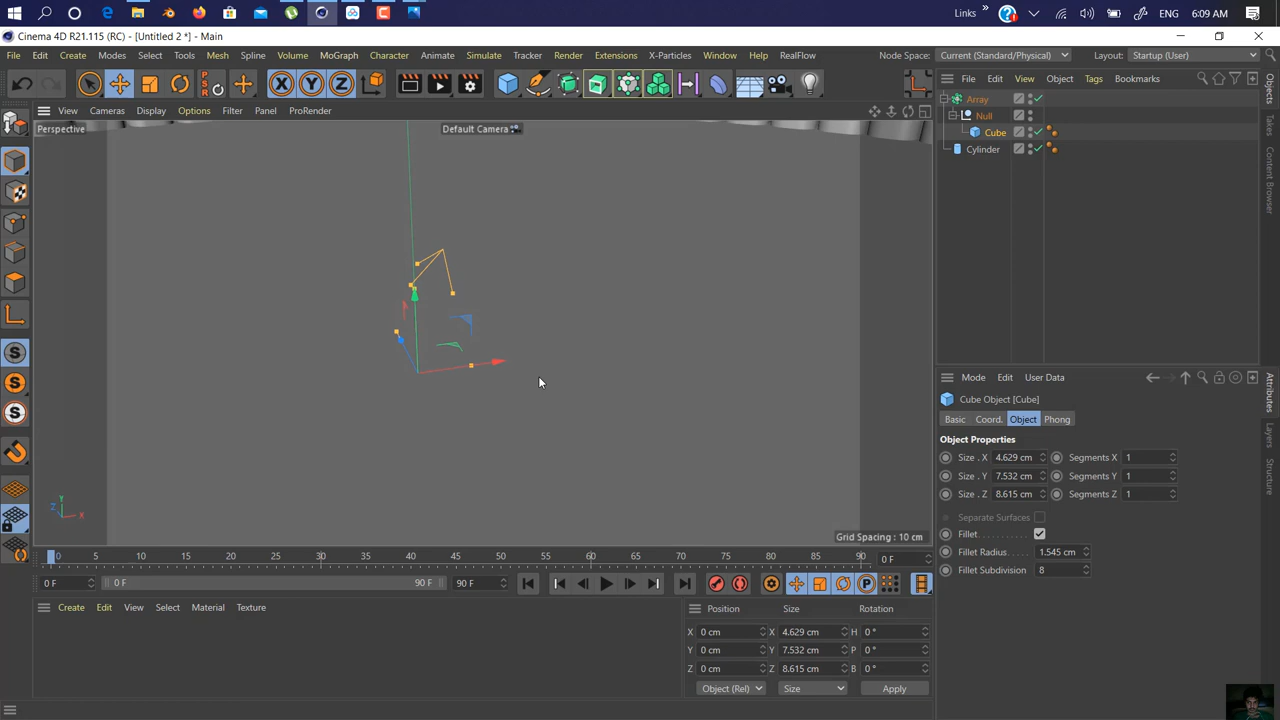 Links
ENG
6:09 AM
Cinema 4D R21.115 (RC) - [Untitled 2 *] - Main
File Edit Create Modes Select Tools Mesh Spline Volume MoGraph Character Animate Simulate Tracker Render Extensions X-Particles Window Help RealFlow
Node Space: Current (Standard/Physical) Layout: Startup (User)
X Y Z
PSR
File Edit View Object Tags Bookmarks
View Cameras Display Options Filter Panel ProRender
Perspective
Default Camera
Array
Null
Cube
Cylinder
Objects
Takes
Content Browser
Mode Edit User Data
Cube Object [Cube]
Basic Coord. Object Phong
Object Properties
Size . X 4.629 cm Segments X 1
Size . Y 7.532 cm Segments Y 1
Size . Z 8.615 cm Segments Z 1
Separate Surfaces
Fillet
Fillet Radius 1.545 cm
Fillet Subdivision 8
Attributes
Layers
Structure
S
S
S
Y
Z
X
Grid Spacing : 10 cm
0 5 10 15 20 25 30 35 40 45 50 55 60 65 70 75 80 85 90 0 F
0 F 0 F 90 F 90 F
P
Create Edit View Select Material Texture
Position Size Rotation
X 0 cm X 4.629 cm H 0 °
Y 0 cm Y 7.532 cm P 0 °
Z 0 cm Z 8.615 cm B 0 °
Object (Rel) Size Apply